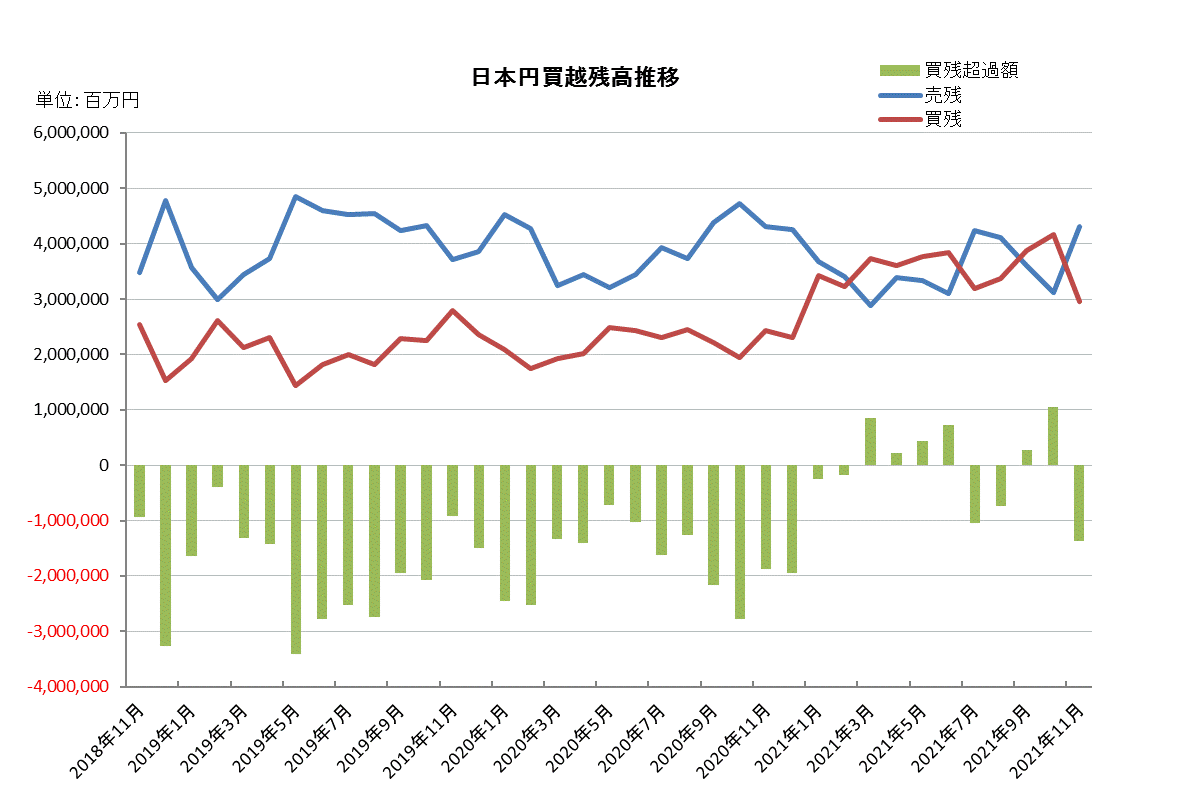 日本円買越残高推移
買残超過額
売残
買残
単位：百万円
6,000,000
5,000,000
4,000,000
3,000,000
2,000,000
1,000,000
0
-1,000,000
-2,000,000
-3,000,000
-4,000,000
2018年11月
2019年1月
2019年3月
2019年5月
2019年7月
2019年9月
2019年11月
2020年1月
2020年3月
2020年5月
2020年7月
2020年9月
2020年11月
2021年1月
2021年3月
2021年5月
2021年7月
2021年9月
2021年11月